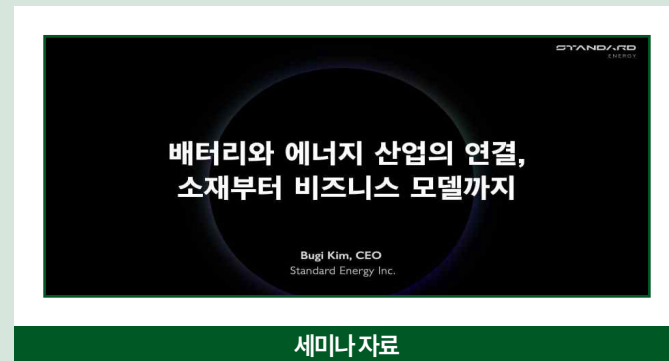 STANDARD
ENERGY
배터리와 에너지 산업의 연결,
소재부터 비즈니스 모델까지
Bugi Kim, CEO
Standard Energy Inc.
세미나 자료